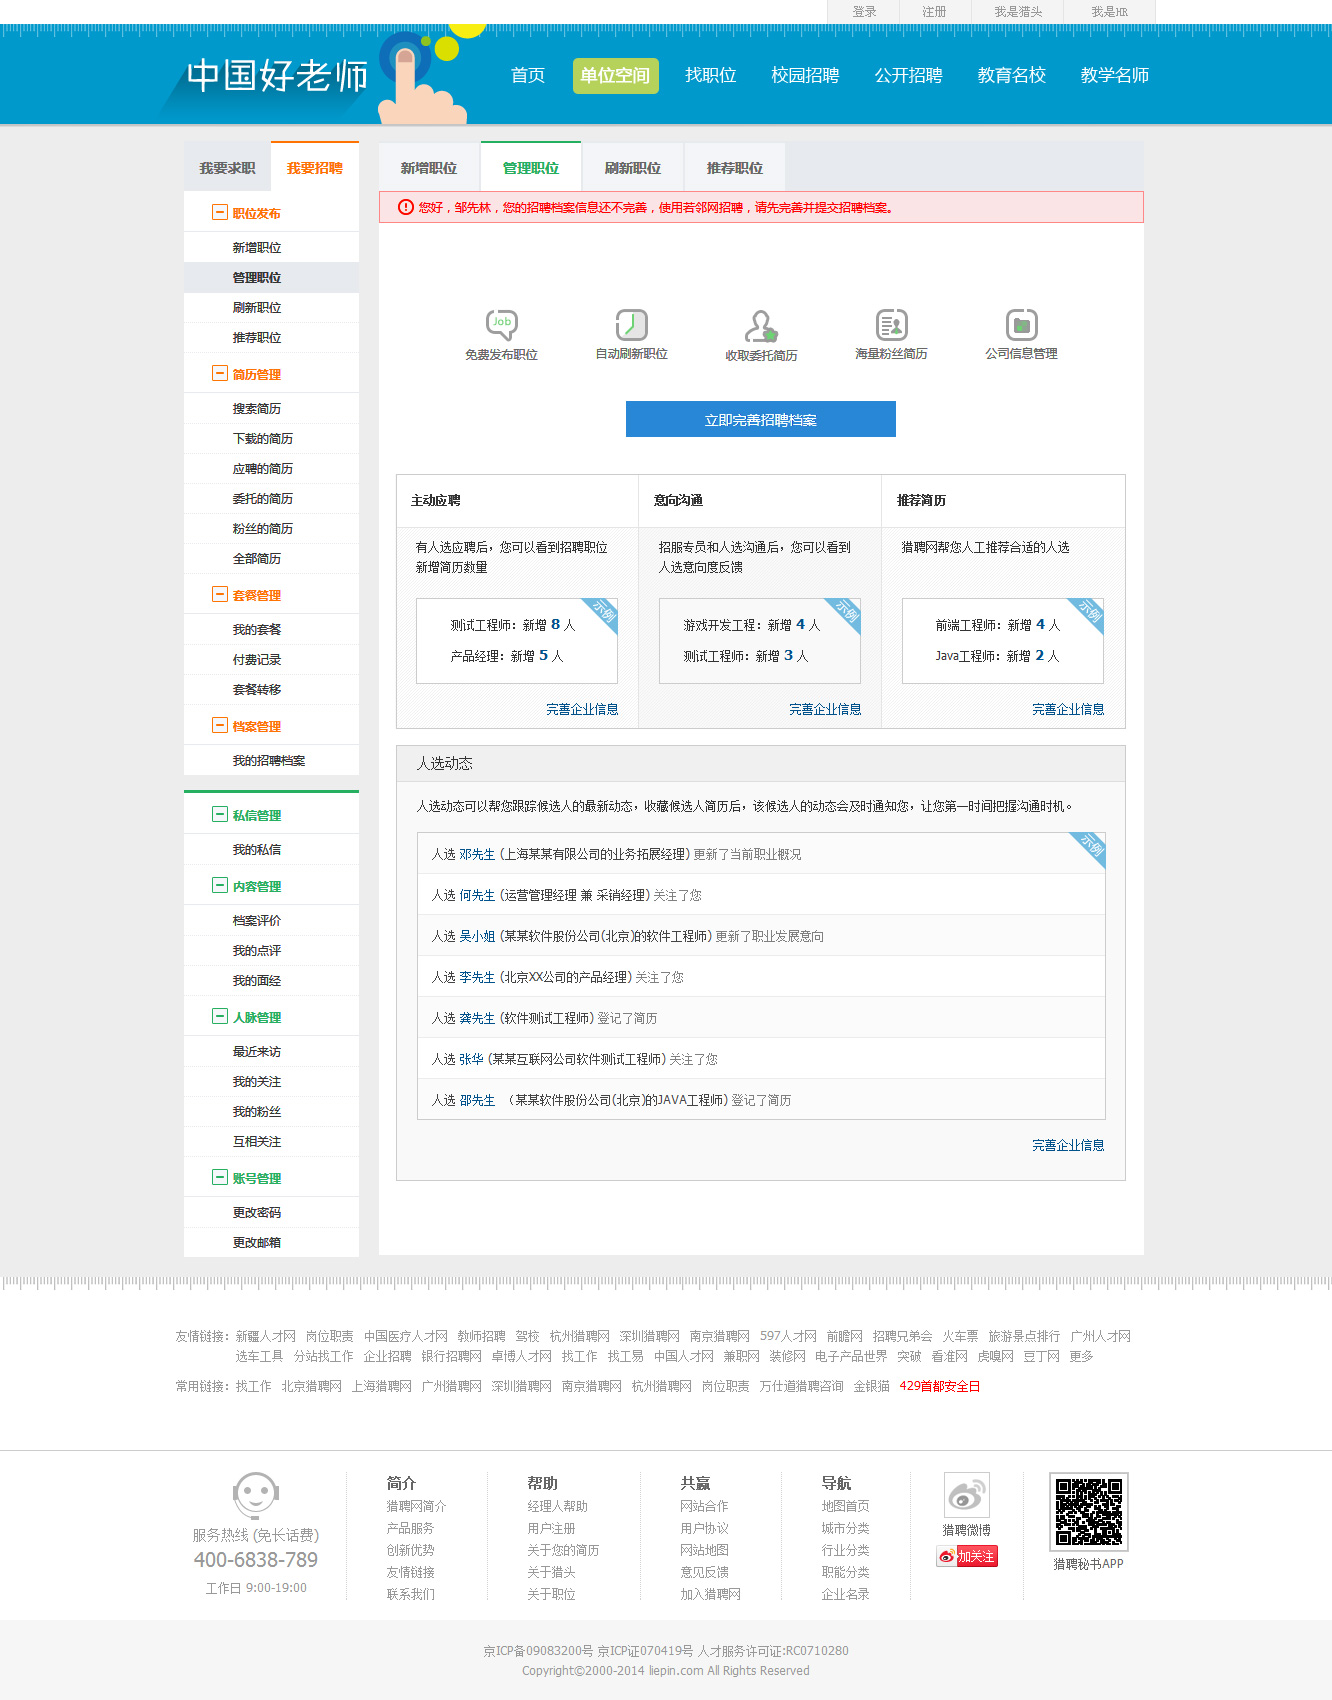 登录 注册 我是猎头 我是HR
中国好老师 首页 单位空间 找职位 校园招聘 公开招聘 教育名校 教学名师
我要求职 我要招聘
职位发布
新增职位
管理职位
刷新职位
推荐职位
简历管理
搜索简历
下载的简历
应聘的简历
委托的简历
粉丝的简历
全部简历
套餐管理
我的套餐
付费记录
套餐转移
档案管理
我的招聘档案
私信管理
我的私信
内容管理
档案评价
我的点评
我的面经
人脉管理
最近来访
我的关注
我的粉丝
互相关注
账号管理
更改密码
更改邮箱
新增职位 管理职位 刷新职位 推荐职位
您好，邹先林，您的招聘档案信息还不完善，使用若邻网招聘，请先完善并提交招聘档案。
Job
免费发布职位 自动刷新职位 收取委托简历 海量粉丝简历 公司信息管理
立即完善招聘档案
主动应聘
有人选应聘后，您可以看到招聘职位
新增简历数量
示例
测试工程师：新增 8 人
产品经理：新增 5 人
完善企业信息
意向沟通
招服专员和人选沟通后，您可以看到
人选意向度反馈
示例
游戏开发工程：新增 4 人
测试工程师：新增 3 人
完善企业信息
推荐简历
猎聘网帮您人工推荐合适的人选
示例
前端工程师：新增 4 人
Java工程师：新增 2 人
完善企业信息
人选动态
人选动态可以帮您跟踪候选人的最新动态，收藏候选人简历后，该候选人的动态会及时通知您，让您第一时间把握沟通时机。
示例
人选 邓先生 (上海某某有限公司的业务拓展经理) 更新了当前职业概况
人选 何先生 (运营管理经理 兼 采销经理) 关注了您
人选 吴小姐 (某某软件股份公司(北京)的软件工程师) 更新了职业发展意向
人选 李先生 (北京XX公司的产品经理) 关注了您
人选 龚先生 (软件测试工程师) 登记了简历
人选 张华 (某某互联网公司软件测试工程师) 关注了您
人选 邵先生 （某某软件股份公司(北京)的JAVA工程师) 登记了简历
完善企业信息
友情链接：新疆人才网 岗位职责 中国医疗人才网 教师招聘 驾校 杭州猎聘网 深圳猎聘网 南京猎聘网 597人才网 前瞻网 招聘兄弟会 火车票 旅游景点排行 广州人才网
选车工具 分站找工作 企业招聘 银行招聘网 卓博人才网 找工作 找工易 中国人才网 兼职网 装修网 电子产品世界 突破 看准网 虎嗅网 豆丁网 更多
常用链接：找工作 北京猎聘网 上海猎聘网 广州猎聘网 深圳猎聘网 南京猎聘网 杭州猎聘网 岗位职责 万仕道猎聘咨询 金银猫 429首都安全日
服务热线 (免长话费)
400-6838-789
工作日 9:00-19:00
简介
猎聘网简介
产品服务
创新优势
友情链接
联系我们
帮助
经理人帮助
用户注册
关于您的简历
关于猎头
关于职位
共赢
网站合作
用户协议
网站地图
意见反馈
加入猎聘网
导航
地图首页
城市分类
行业分类
职能分类
企业名录
猎聘微博
加关注
猎聘秘书APP
京ICP备09083200号 京ICP证070419号 人才服务许可证:RC0710280
Copyright©2000-2014 liepin.com All Rights Reserved